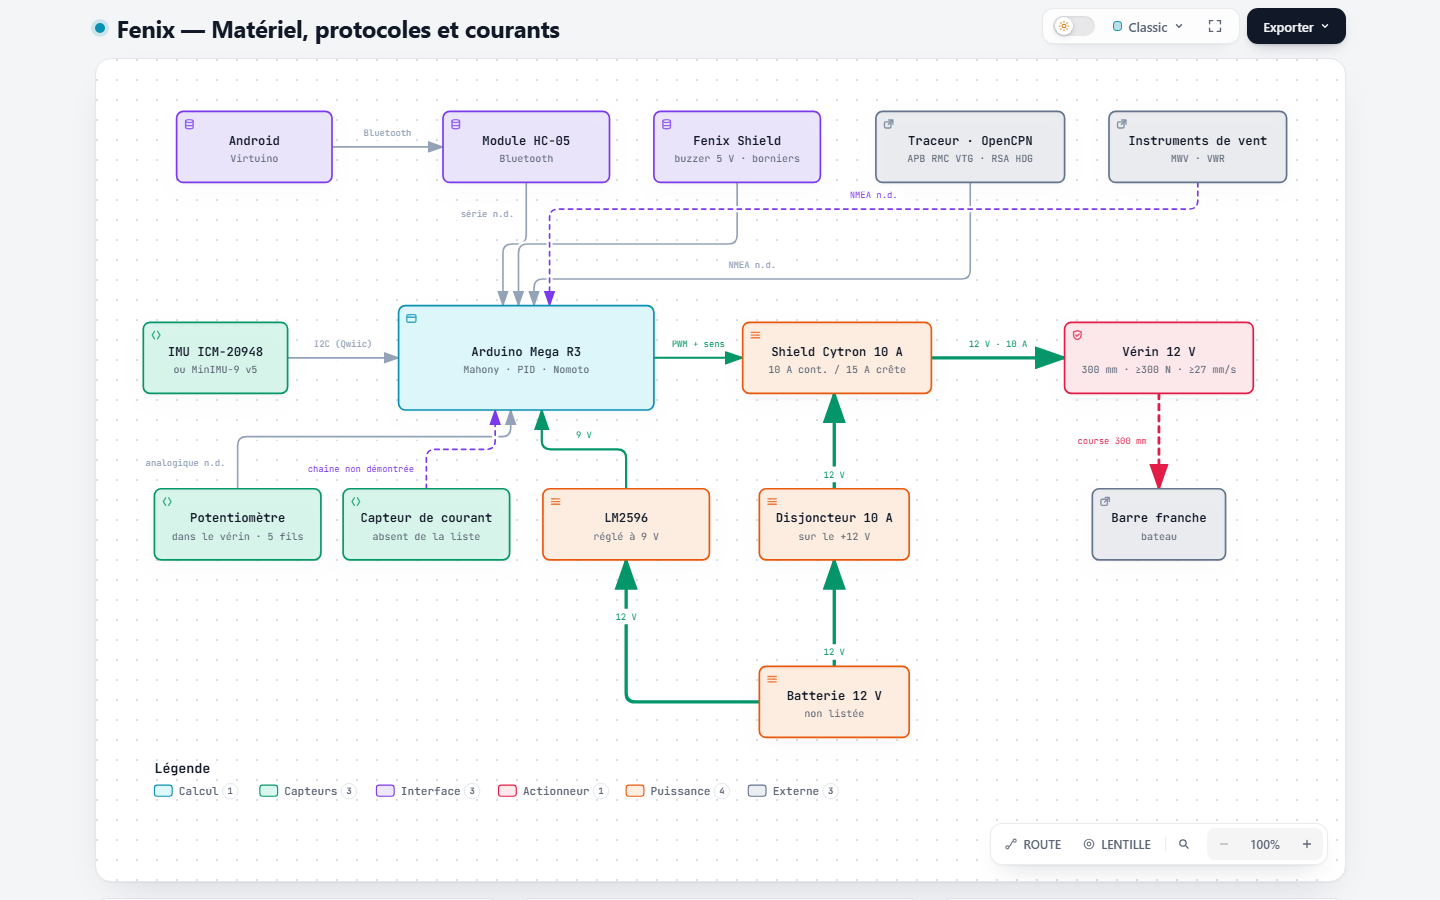 Fenix — Matériel, protocoles et courants
Classic
Exporter
Android
Virtuino
Bluetooth
Module HC-05
Bluetooth
Fenix Shield
buzzer 5 V · borniers
Traceur · OpenCPN
APB RMC VTG · RSA HDG
Instruments de vent
MWV · VWR
NMEA n.d.
série n.d.
NMEA n.d.
IMU ICM-20948
ou MinIMU-9 v5
I2C (Qwiic)
Arduino Mega R3
Mahony · PID · Nomoto
PWM + sens
Shield Cytron 10 A
10 A cont. / 15 A crête
12 V · 10 A
Vérin 12 V
300 mm · ≥300 N · ≥27 mm/s
9 V
course 300 mm
analogique n.d.
chaîne non démontrée
12 V
Potentiomètre
dans le vérin · 5 fils
Capteur de courant
absent de la liste
LM2596
réglé à 9 V
Disjoncteur 10 A
sur le +12 V
Barre franche
bateau
12 V
12 V
Batterie 12 V
non listée
Légende
Calcul 1
Capteurs 3
Interface 3
Actionneur 1
Puissance 4
Externe 3
ROUTE
LENTILLE
100%